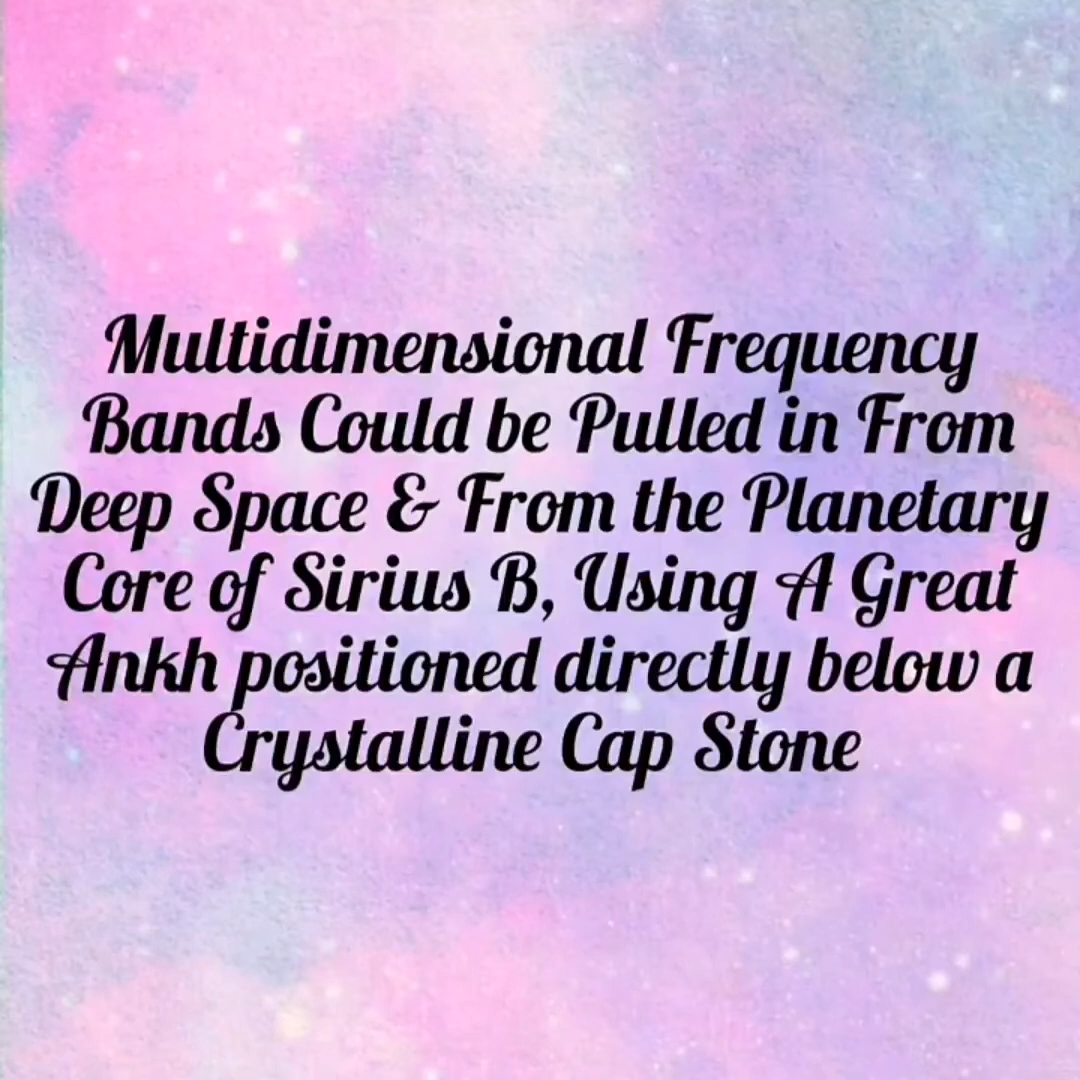 Multidimensional Frequency
Bands Could be Pulled in From
Deep Space & From the Planetary
Core of Sirius B, Using A Great
Ankh positioned directly below a
Crystalline Cap Stone